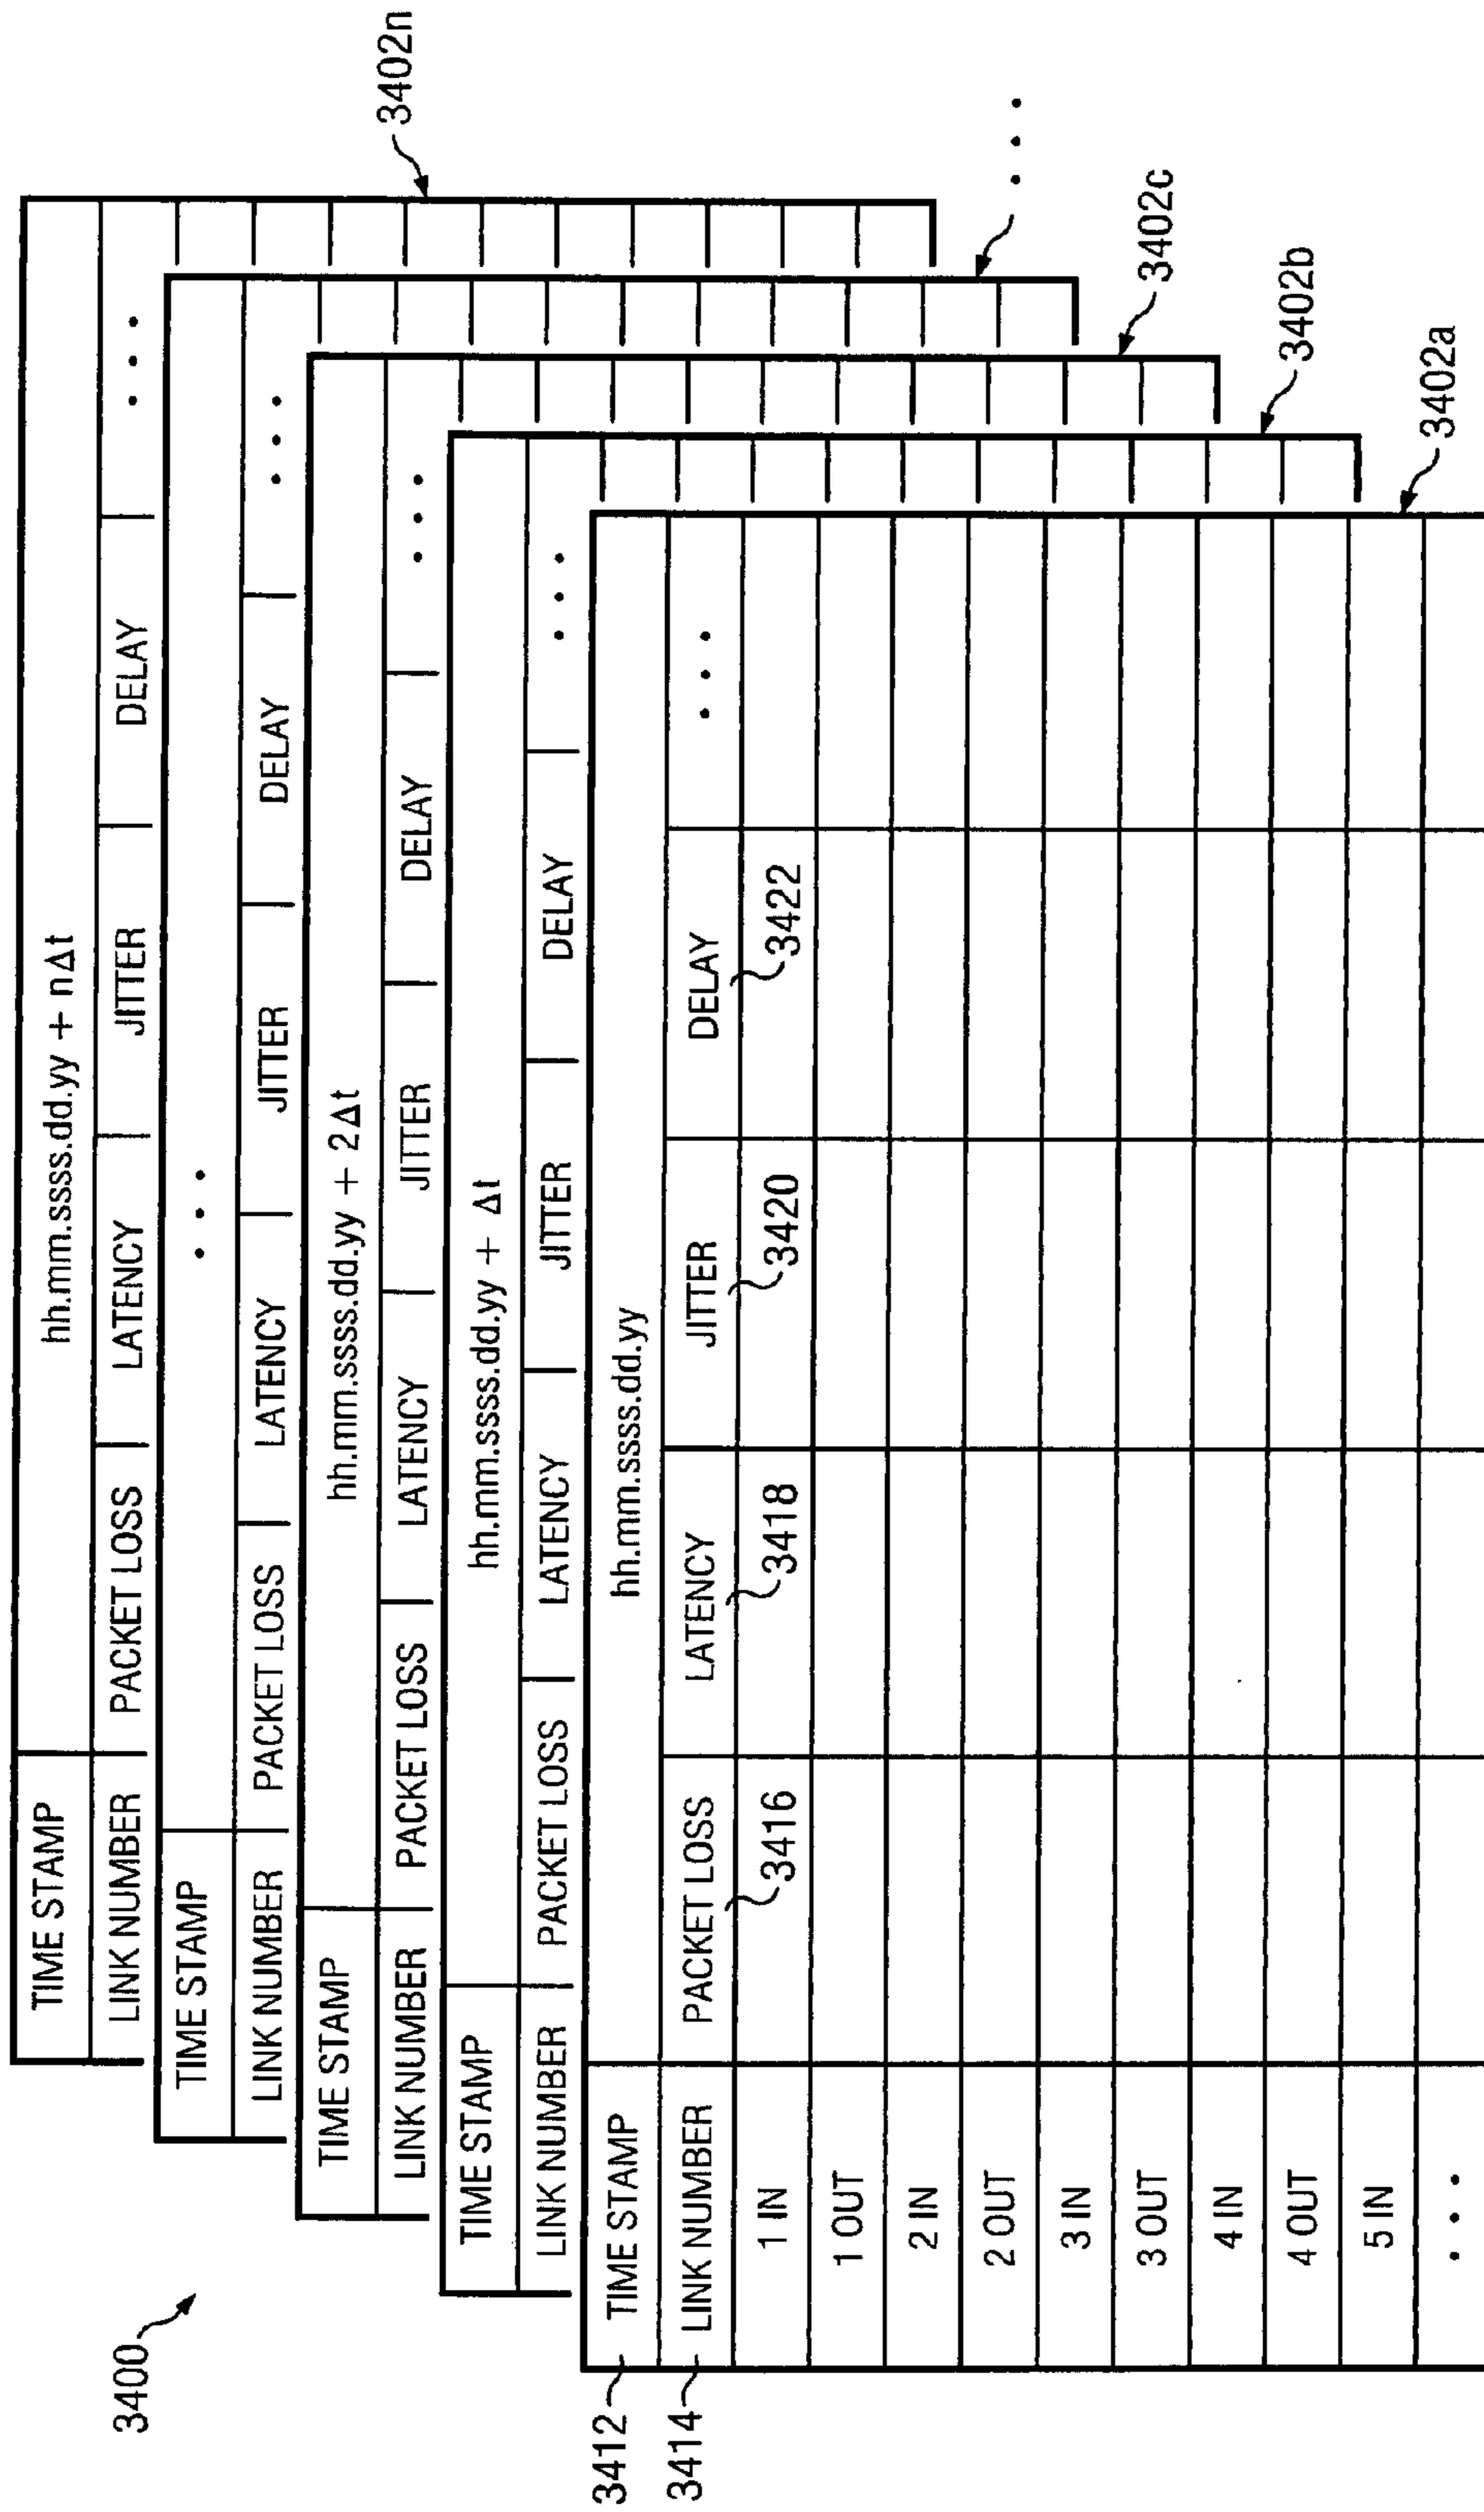 3400
3402n
TIME STAMP hh.mm.ssss.dd.yy + nΔt
LINK NUMBER PACKET LOSS LATENCY JITTER DELAY ...
...
TIME STAMP ...
LINK NUMBER PACKET LOSS LATENCY JITTER DELAY ...
3402c
TIME STAMP hh.mm.ssss.dd.yy + 2Δt
LINK NUMBER PACKET LOSS LATENCY JITTER DELAY ...
3402b
TIME STAMP hh.mm.ssss.dd.yy + Δt
LINK NUMBER PACKET LOSS LATENCY JITTER DELAY ...
3402a
3412 TIME STAMP hh.mm.ssss.dd.yy
3414 LINK NUMBER PACKET LOSS LATENCY JITTER DELAY ...
1 IN 3416 3418 3420 3422
1 OUT
2 IN
2 OUT
3 IN
3 OUT
4 IN
4 OUT
5 IN
...